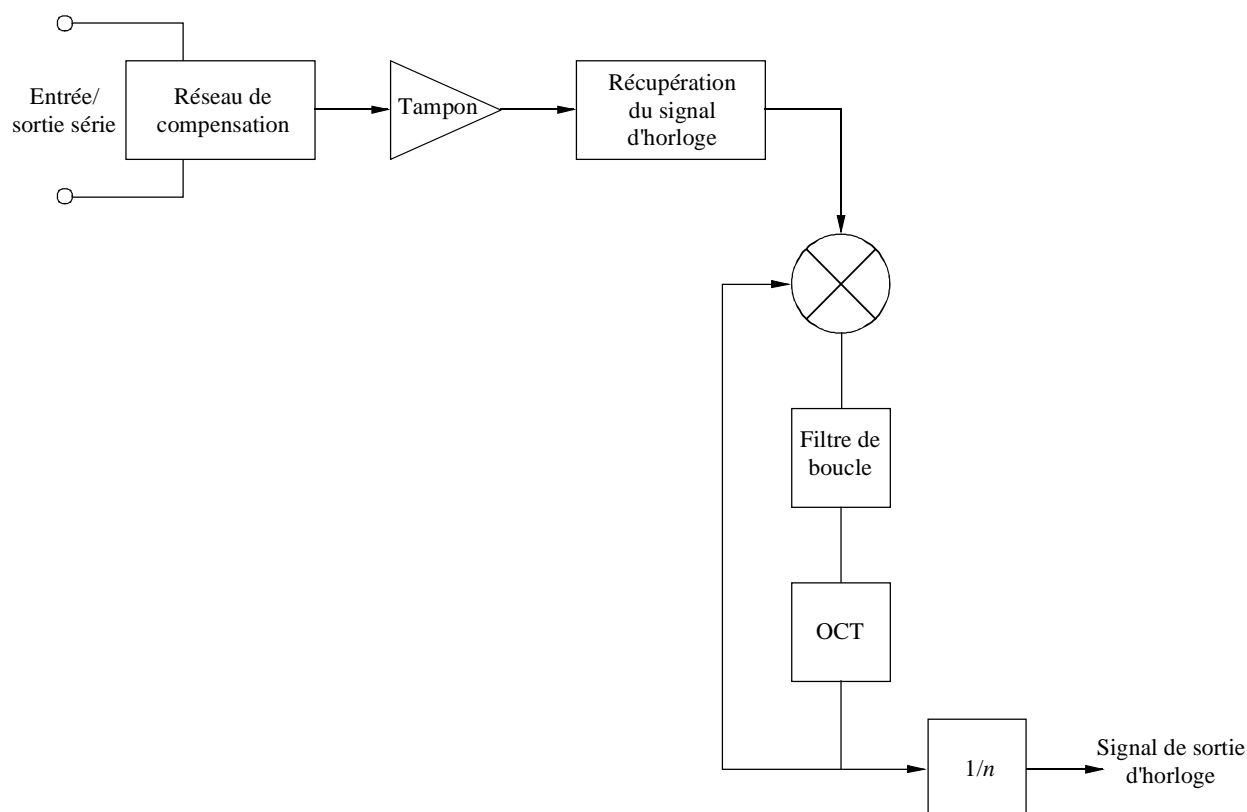 Entrée/
sortie série
Réseau de
compensation
Tampon
Récupération
du signal
d'horloge
Filtre de
boucle
OCT
1/n
Signal de sortie
d'horloge